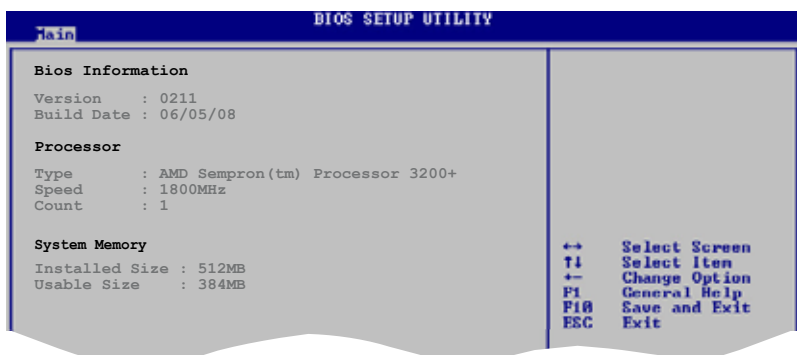 BIOS SETUP UTILITY
Main
Bios Information
Version : 0211
Build Date : 06/05/08
Processor
Type : AMD Sempron(tm) Processor 3200+
Speed : 1800MHz
Count : 1
System Memory
Installed Size : 512MB
Usable Size : 384MB
↔ Select Screen
↑↓ Select Item
+- Change Option
F1 General Help
F10 Save and Exit
ESC Exit